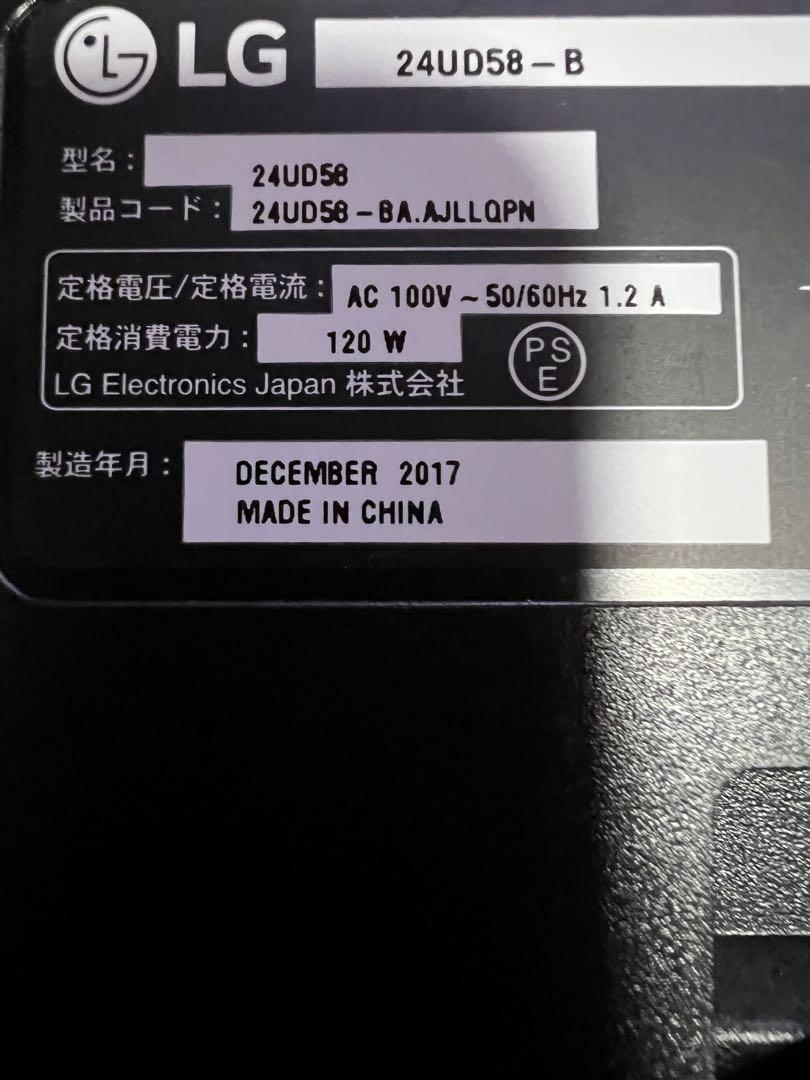 LG 24UD58-B
型名: 24UD58
製品コード: 24UD58-BA.AJLLQPN
定格電圧/定格電流: AC 100V ~ 50/60Hz 1.2 A
定格消費電力: 120 W
PS
E
LG Electronics Japan 株式会社
製造年月: DECEMBER 2017
MADE IN CHINA